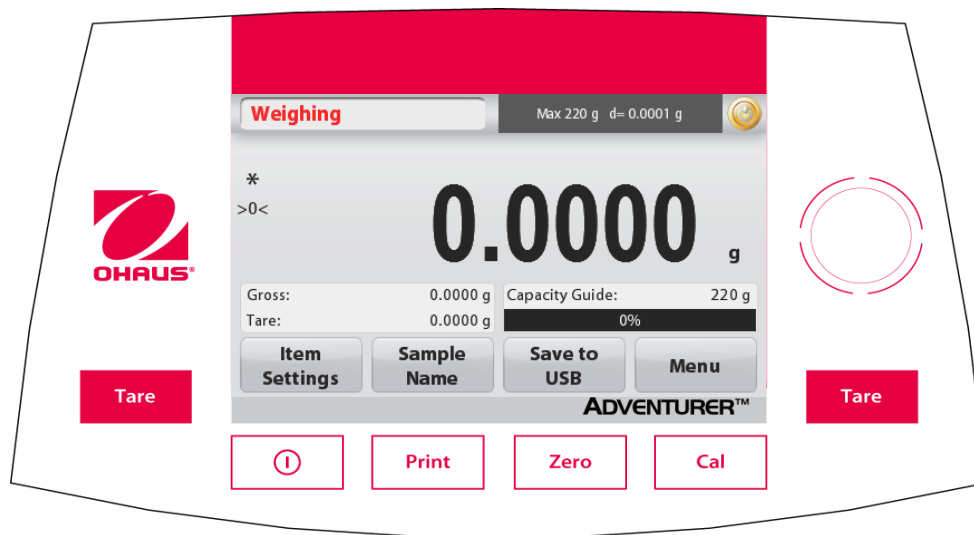 Weighing
Max 220 g d= 0.0001 g
*
>0<
0.0000 g
OHAUS®
Gross: 0.0000 g
Tare: 0.0000 g
Capacity Guide: 220 g
0%
Item
Settings
Sample
Name
Save to
USB
Menu
ADVENTURER™
Tare
Tare
Print
Zero
Cal